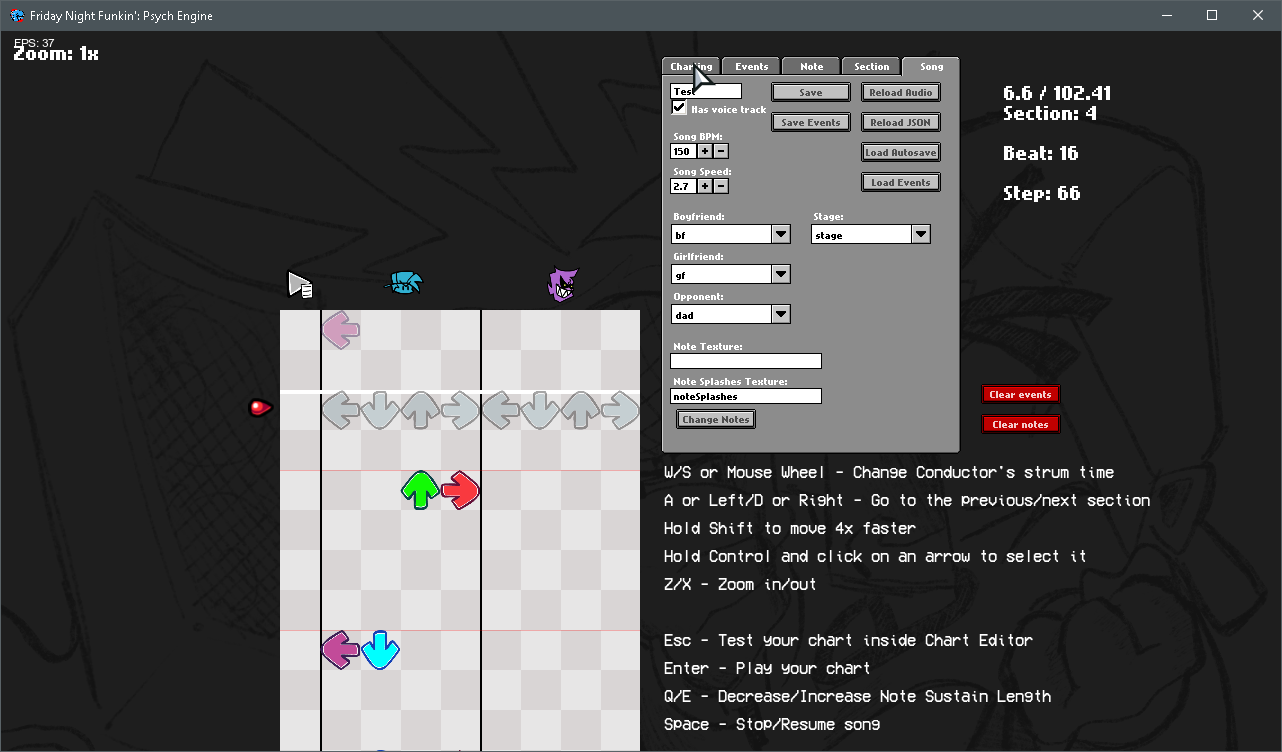 Friday Night Funkin': Psych Engine
FPS: 37
Zoom: 1x
Charting Events Note Section Song
Test Save Reload Audio
Has voice track
Save Events Reload JSON
Song BPM:
150 + - Load Autosave
Song Speed:
2.7 + - Load Events
Boyfriend: Stage:
bf stage
Girlfriend:
gf
Opponent:
dad
Note Texture:
Note Splashes Texture:
noteSplashes
Change Notes
6.6 / 102.41
Section: 4
Beat: 16
Step: 66
Clear events
Clear notes
W/S or Mouse Wheel - Change Conductor's strum time
A or Left/D or Right - Go to the previous/next section
Hold Shift to move 4x faster
Hold Control and click on an arrow to select it
Z/X - Zoom in/out
Esc - Test your chart inside Chart Editor
Enter - Play your chart
Q/E - Decrease/Increase Note Sustain Length
Space - Stop/Resume song